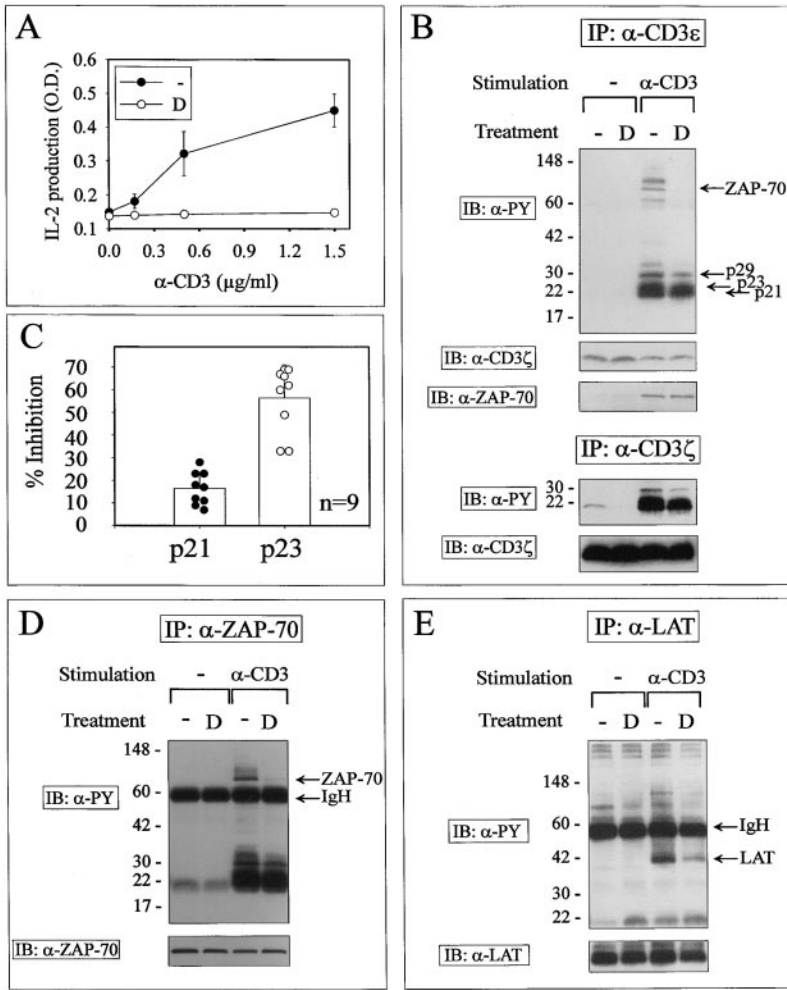 A
IL-2 production (O.D.)
0.6
0.5
0.4
0.3
0.2
0.1
-
D
0.0 0.3 0.6 0.9 1.2 1.5
α-CD3 (µg/ml)
B
IP: α-CD3ε
Stimulation - α-CD3
Treatment - D - D
148 -
60 -
42 -
30 -
22 -
17 -
IB: α-PY
ZAP-70
p29
p23
p21
IB: α-CD3ζ
IB: α-ZAP-70
IP: α-CD3ζ
IB: α-PY
30 -
22 -
IB: α-CD3ζ
C
% Inhibition
70
60
50
40
30
20
10
0
n=9
p21 p23
D
IP: α-ZAP-70
Stimulation - α-CD3
Treatment - D - D
148 -
60 -
42 -
30 -
22 -
17 -
IB: α-PY
ZAP-70
IgH
IB: α-ZAP-70
E
IP: α-LAT
Stimulation - α-CD3
Treatment - D - D
148 -
60 -
42 -
30 -
22 -
IB: α-PY
IgH
LAT
IB: α-LAT